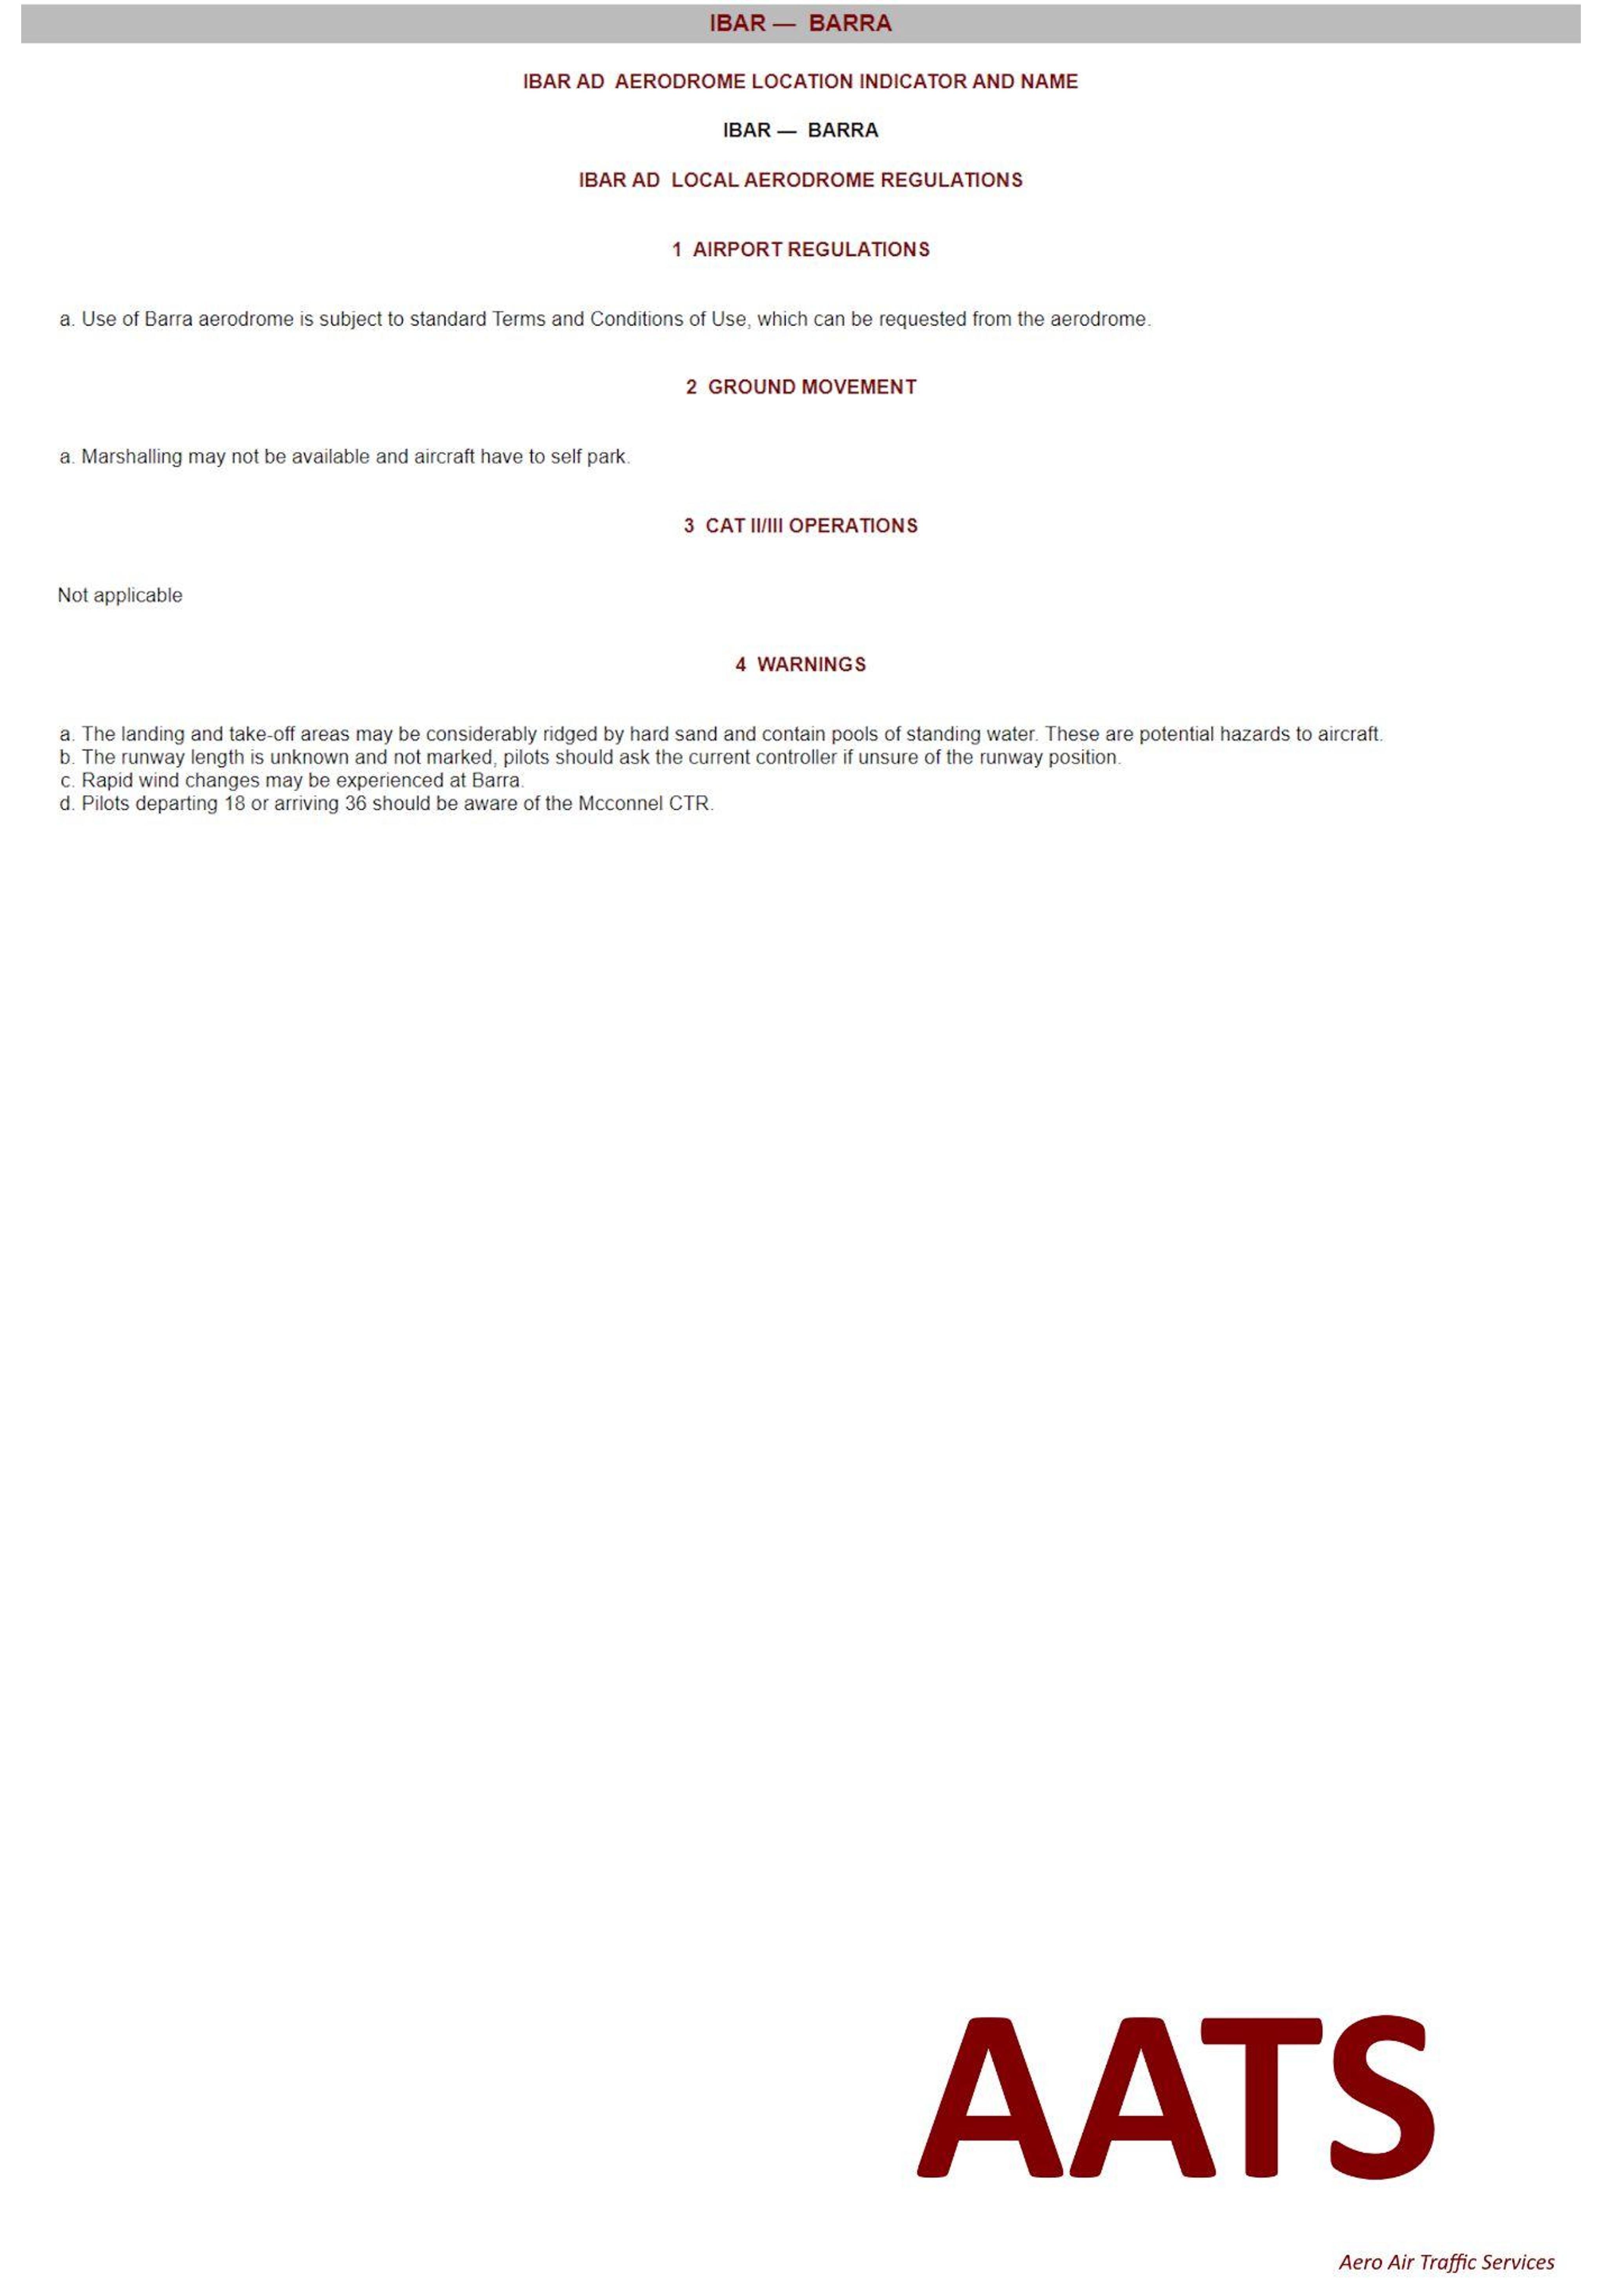 IBAR — BARRA
IBAR AD AERODROME LOCATION INDICATOR AND NAME
IBAR — BARRA
IBAR AD LOCAL AERODROME REGULATIONS
1 AIRPORT REGULATIONS
a. Use of Barra aerodrome is subject to standard Terms and Conditions of Use, which can be requested from the aerodrome.
2 GROUND MOVEMENT
a. Marshalling may not be available and aircraft have to self park.
3 CAT II/III OPERATIONS
Not applicable
4 WARNINGS
a. The landing and take-off areas may be considerably ridged by hard sand and contain pools of standing water. These are potential hazards to aircraft.
b. The runway length is unknown and not marked, pilots should ask the current controller if unsure of the runway position.
c. Rapid wind changes may be experienced at Barra.
d. Pilots departing 18 or arriving 36 should be aware of the Mcconnel CTR.
AATS
Aero Air Traffic Services